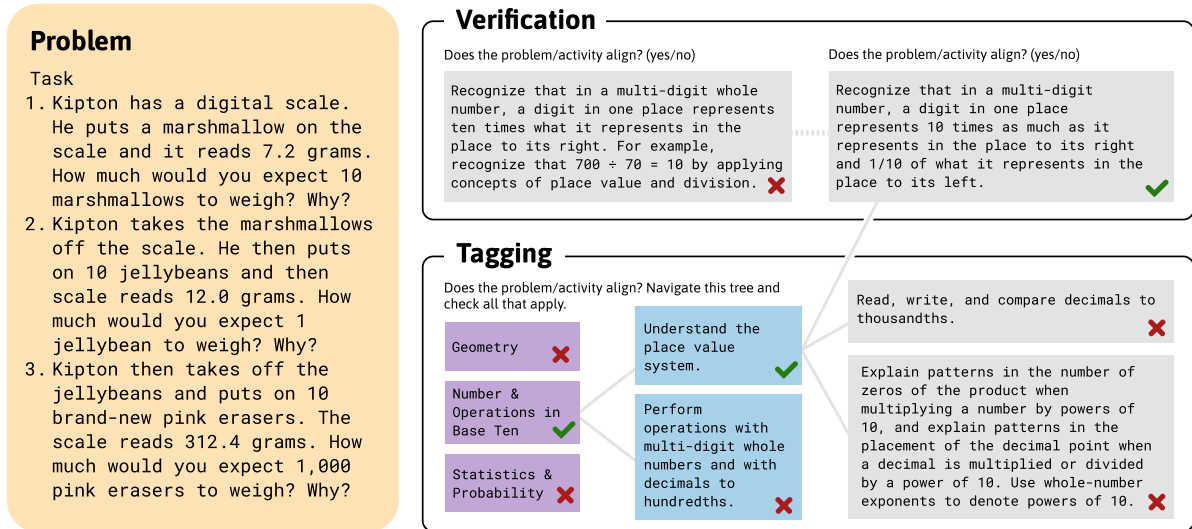 Problem
Task
1. Kipton has a digital scale.
He puts a marshmallow on the
scale and it reads 7.2 grams.
How much would you expect 10
marshmallows to weigh? Why?
2. Kipton takes the marshmallows
off the scale. He then puts
on 10 jellybeans and then
scale reads 12.0 grams. How
much would you expect 1
jellybean to weigh? Why?
3. Kipton then takes off the
jellybeans and puts on 10
brand-new pink erasers. The
scale reads 312.4 grams. How
much would you expect 1,000
pink erasers to weigh? Why?
Verification
Does the problem/activity align? (yes/no)
Recognize that in a multi-digit whole
number, a digit in one place represents
ten times what it represents in the
place to its right. For example,
recognize that 700 ÷ 70 = 10 by applying
concepts of place value and division.
Does the problem/activity align? (yes/no)
Recognize that in a multi-digit
number, a digit in one place
represents 10 times as much as it
represents in the place to its right
and 1/10 of what it represents in the
place to its left.
Tagging
Does the problem/activity align? Navigate this tree and
check all that apply.
Geometry
Number &
Operations in
Base Ten
Statistics &
Probability
Understand the
place value
system.
Perform
operations with
multi-digit whole
numbers and with
decimals to
hundredths.
Read, write, and compare decimals to
thousandths.
Explain patterns in the number of
zeros of the product when
multiplying a number by powers of
10, and explain patterns in the
placement of the decimal point when
a decimal is multiplied or divided
by a power of 10. Use whole-number
exponents to denote powers of 10.